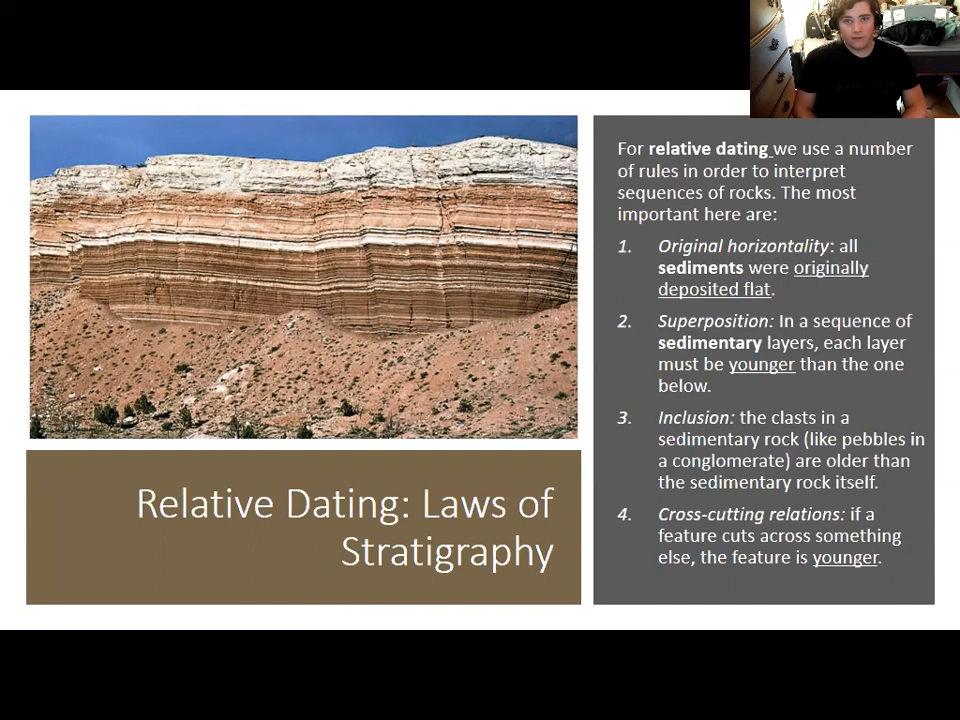 For relative dating we use a number
of rules in order to interpret
sequences of rocks. The most
important here are:
1. Original horizontality: all
sediments were originally
deposited flat.
2. Superposition: In a sequence of
sedimentary layers, each layer
must be younger than the one
below.
3. Inclusion: the clasts in a
sedimentary rock (like pebbles in
a conglomerate) are older than
the sedimentary rock itself.
4. Cross-cutting relations: if a
feature cuts across something
else, the feature is younger.
Relative Dating: Laws of
Stratigraphy